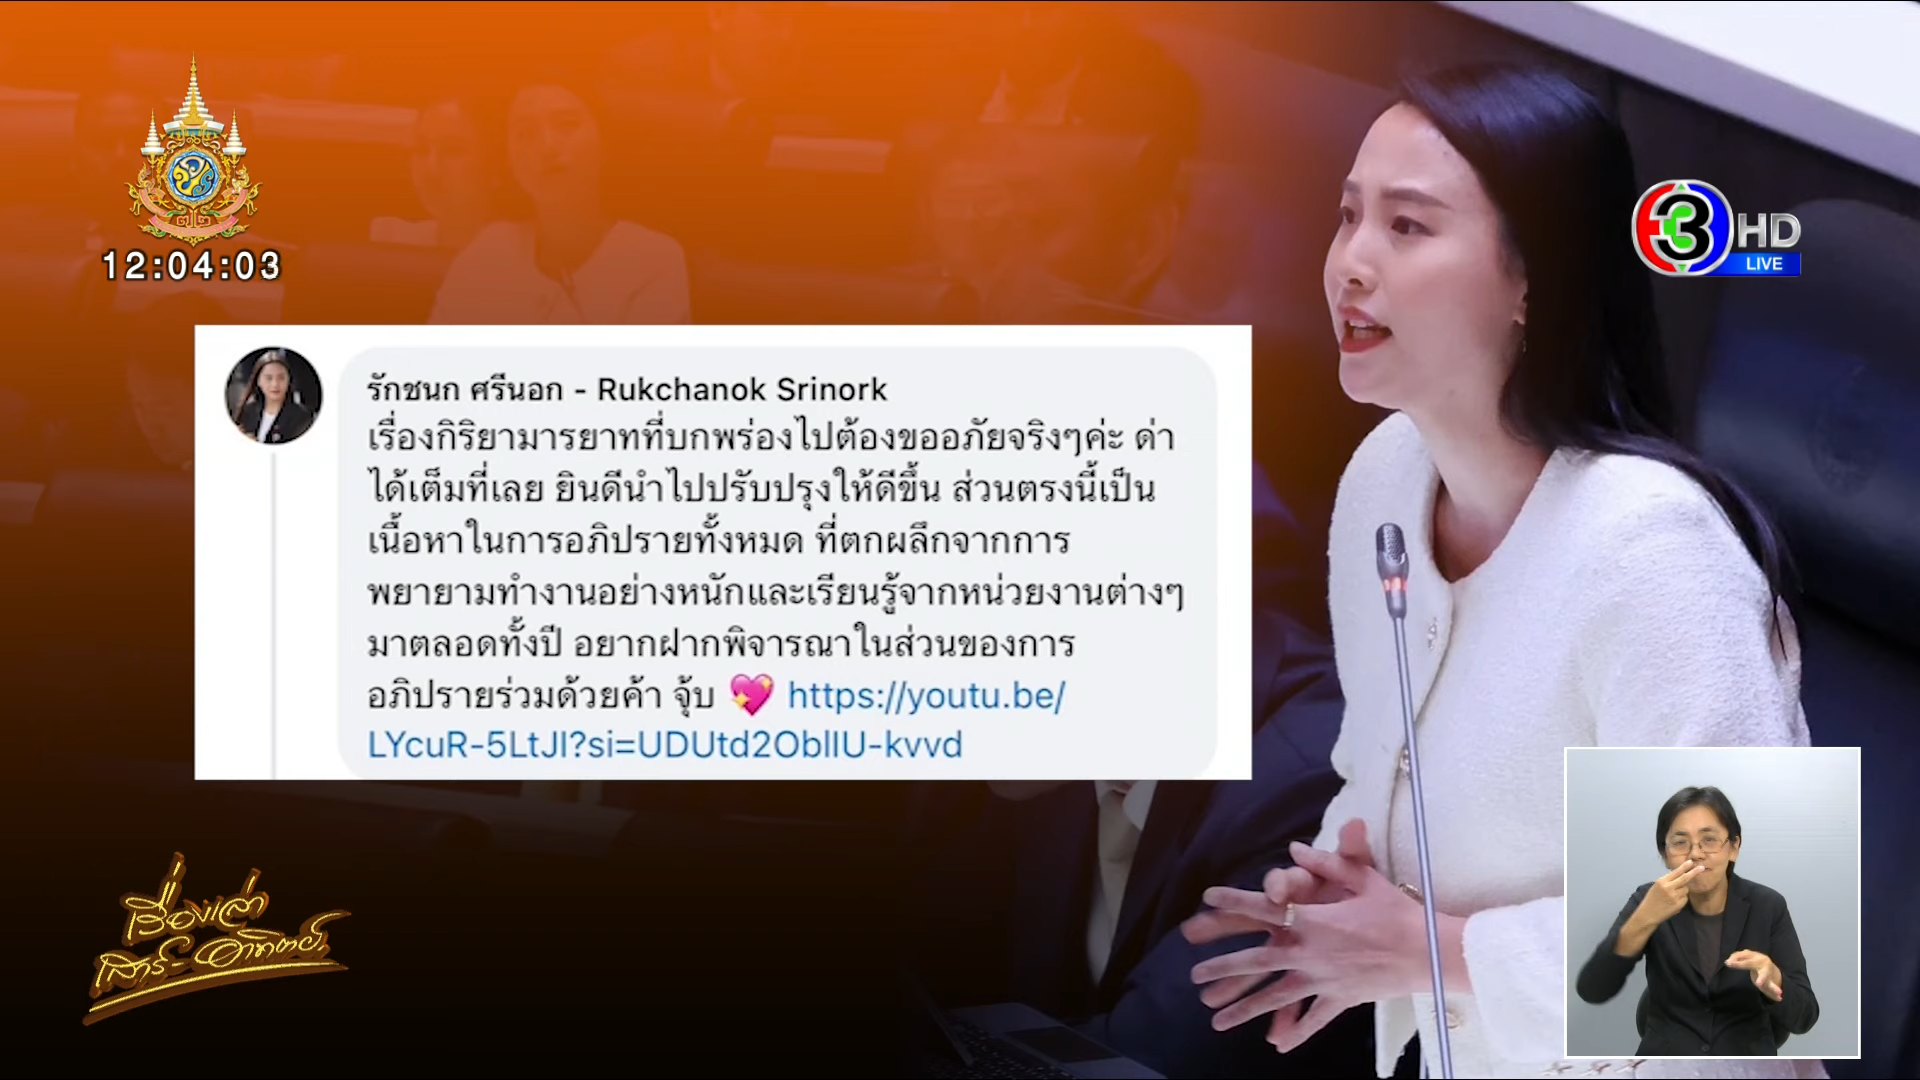 ๗๒
12:04:03
3 HD
LIVE
รักชนก ศรีนอก - Rukchanok Srinork
เรื่องกิริยามารยาทที่บกพร่องไปต้องขออภัยจริงๆค่ะ ด่า
ได้เต็มที่เลย ยินดีนำไปปรับปรุงให้ดีขึ้น ส่วนตรงนี้เป็น
เนื้อหาในการอภิปรายทั้งหมด ที่ตกผลึกจากการ
พยายามทำงานอย่างหนักและเรียนรู้จากหน่วยงานต่างๆ
มาตลอดทั้งปี อยากฝากพิจารณาในส่วนของการ
อภิปรายร่วมด้วยค้า จุ้บ 💖 https://youtu.be/
LYcuR-5LtJI?si=UDUtd2OblIU-kvvd
เรื่องเล่า
เสาร์-อาทิตย์